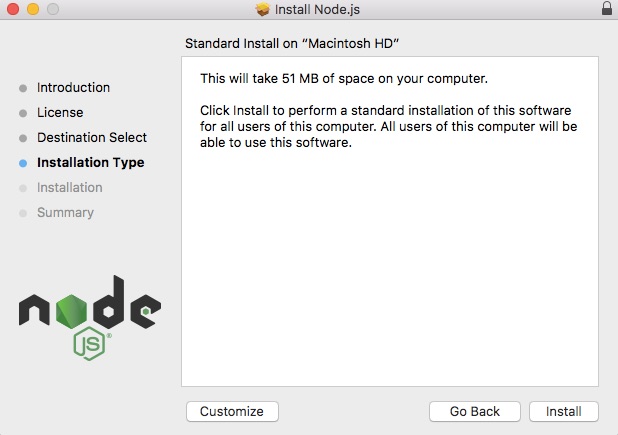 Install Node.js
Standard Install on “Macintosh HD”
Introduction
License
Destination Select
Installation Type
Installation
Summary
This will take 51 MB of space on your computer.
Click Install to perform a standard installation of this software
for all users of this computer. All users of this computer will be
able to use this software.
node
JS®
Customize
Go Back
Install